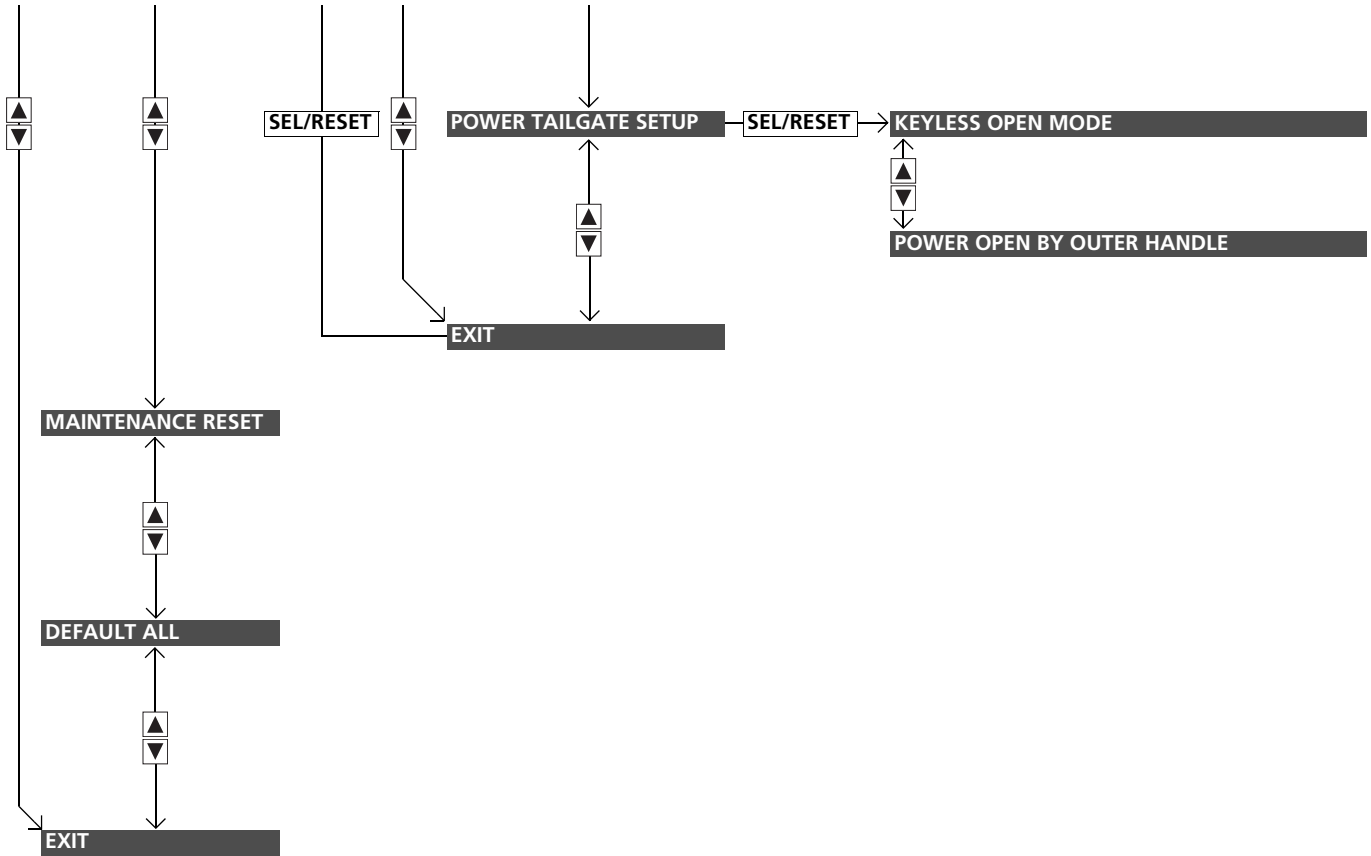 SEL/RESET
POWER TAILGATE SETUP
SEL/RESET
KEYLESS OPEN MODE
POWER OPEN BY OUTER HANDLE
EXIT
MAINTENANCE RESET
DEFAULT ALL
EXIT